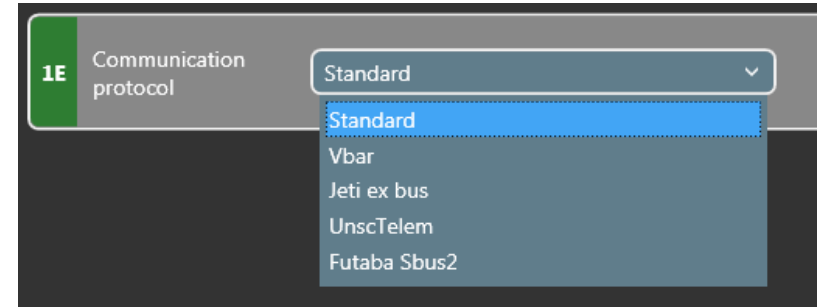 1E
Communication
protocol
Standard
Standard
Vbar
Jeti ex bus
UnscTelem
Futaba Sbus2